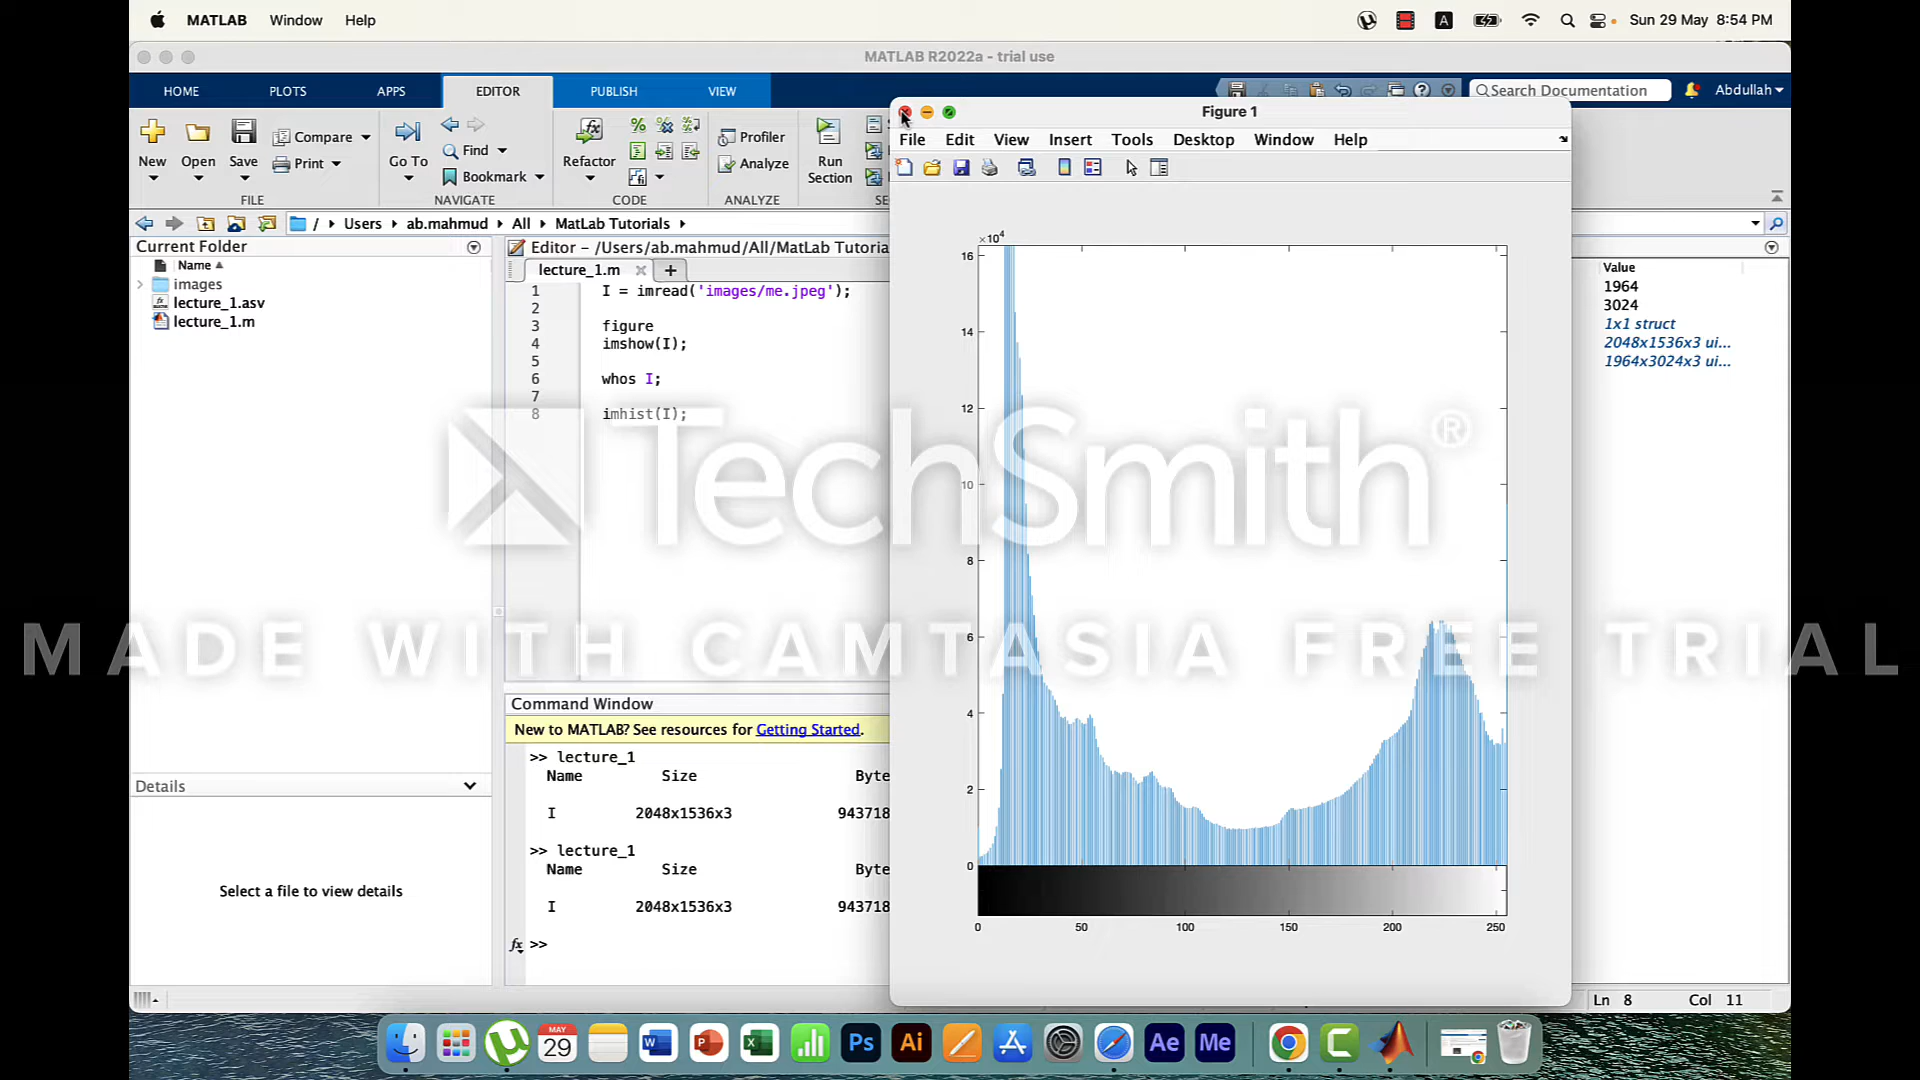 MATLAB Window Help
A
Sun 29 May 8:54 PM
MATLAB R2022a - trial use
HOME PLOTS APPS EDITOR PUBLISH VIEW
Search Documentation
Abdullah
New Open Save Compare Print
Go To Find Bookmark
Refactor
Profiler Analyze
Run Section
FILE NAVIGATE CODE ANALYZE SE
/ Users ab.mahmud All MatLab Tutorials
Current Folder
Name
images
lecture_1.asv
lecture_1.m
Details
Select a file to view details
Editor - /Users/ab.mahmud/All/MatLab Tutoria
lecture_1.m
1 I = imread('images/me.jpeg');
2
3 figure
4 imshow(I);
5
6 whos I;
7
8 imhist(I);
Command Window
New to MATLAB? See resources for Getting Started.
>> lecture_1
Name Size Byte
I 2048x1536x3 943718
>> lecture_1
Name Size Byte
I 2048x1536x3 943718
fx >>
Figure 1
File Edit View Insert Tools Desktop Window Help
×10⁴
16
14
12
10
8
6
4
2
0
0 50 100 150 200 250
Value
1964
3024
1x1 struct
2048x1536x3 ui...
1964x3024x3 ui...
Ln 8 Col 11
TechSmith®
MADE WITH CAMTASIA FREE TRIAL
MAY
29
W P X Ps Ai Ae Me C